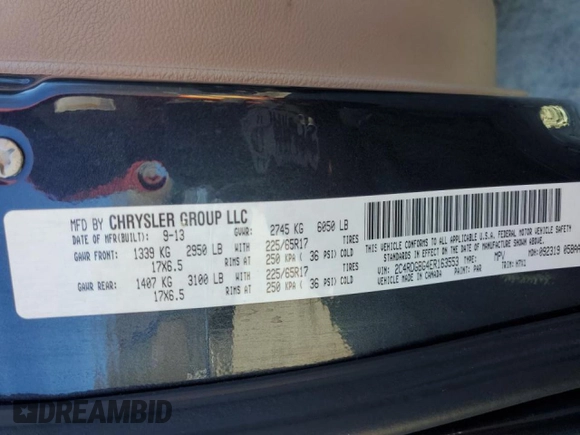 MFD BY CHRYSLER GROUP LLC
DATE OF MFR(BUILT): 9-13 GVWR: 2745 KG 6050 LB
GAWR FRONT: 1339 KG 2950 LB WITH 225/65R17 TIRES
17X6.5 RIMS AT 250 KPA ( 36 PSI) COLD
GAWR REAR: 1407 KG 3100 LB WITH 225/65R17 TIRES
17X6.5 RIMS AT 250 KPA ( 36 PSI) COLD
THIS VEHICLE CONFORMS TO ALL APPLICABLE U.S.A. FEDERAL MOTOR VEHICLE SAFETY
STANDARDS IN EFFECT ON THE DATE OF MANUFACTURE SHOWN ABOVE.
VIN: 2C4RDGBG4ER163553 TYPE: MPV MDH: 092319
VEHICLE MADE IN CANADA PAINT: PAR TRIM:
DREAMBID